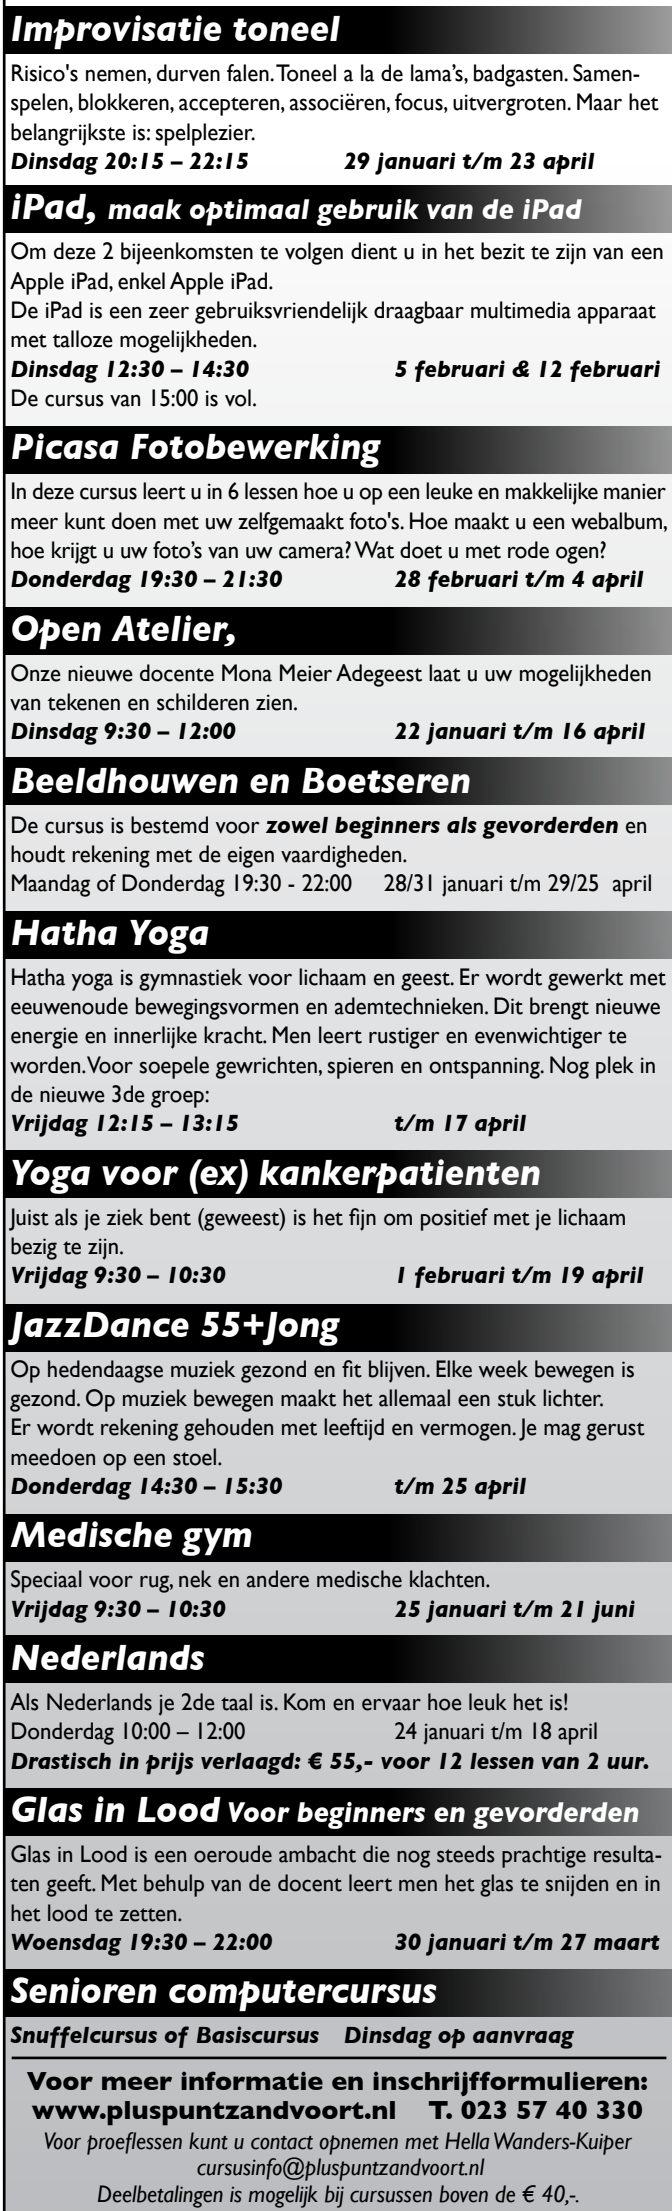 Improvisatie toneel
Risico's nemen, durven falen. Toneel a la de lama's, badgasten. Samen-
spelen, blokkeren, accepteren, associëren, focus, uitvergroten. Maar het
belangrijkste is: spelplezier.
Dinsdag 20:15 – 22:15 29 januari t/m 23 april
iPad, maak optimaal gebruik van de iPad
Om deze 2 bijeenkomsten te volgen dient u in het bezit te zijn van een
Apple iPad, enkel Apple iPad.
De iPad is een zeer gebruiksvriendelijk draagbaar multimedia apparaat
met talloze mogelijkheden.
Dinsdag 12:30 – 14:30 5 februari & 12 februari
De cursus van 15:00 is vol.
Picasa Fotobewerking
In deze cursus leert u in 6 lessen hoe u op een leuke en makkelijke manier
meer kunt doen met uw zelfgemaakt foto's. Hoe maakt u een webalbum,
hoe krijgt u uw foto's van uw camera? Wat doet u met rode ogen?
Donderdag 19:30 – 21:30 28 februari t/m 4 april
Open Atelier,
Onze nieuwe docente Mona Meier Adegeest laat u uw mogelijkheden
van tekenen en schilderen zien.
Dinsdag 9:30 – 12:00 22 januari t/m 16 april
Beeldhouwen en Boetseren
De cursus is bestemd voor zowel beginners als gevorderden en
houdt rekening met de eigen vaardigheden.
Maandag of Donderdag 19:30 - 22:00 28/31 januari t/m 29/25 april
Hatha Yoga
Hatha yoga is gymnastiek voor lichaam en geest. Er wordt gewerkt met
eeuwenoude bewegingsvormen en ademtechnieken. Dit brengt nieuwe
energie en innerlijke kracht. Men leert rustiger en evenwichtiger te
worden. Voor soepele gewrichten, spieren en ontspanning. Nog plek in
de nieuwe 3de groep:
Vrijdag 12:15 – 13:15 t/m 17 april
Yoga voor (ex) kankerpatienten
Juist als je ziek bent (geweest) is het fijn om positief met je lichaam
bezig te zijn.
Vrijdag 9:30 – 10:30 1 februari t/m 19 april
JazzDance 55+Jong
Op hedendaagse muziek gezond en fit blijven. Elke week bewegen is
gezond. Op muziek bewegen maakt het allemaal een stuk lichter.
Er wordt rekening gehouden met leeftijd en vermogen. Je mag gerust
meedoen op een stoel.
Donderdag 14:30 – 15:30 t/m 25 april
Medische gym
Speciaal voor rug, nek en andere medische klachten.
Vrijdag 9:30 – 10:30 25 januari t/m 21 juni
Nederlands
Als Nederlands je 2de taal is. Kom en ervaar hoe leuk het is!
Donderdag 10:00 – 12:00 24 januari t/m 18 april
Drastisch in prijs verlaagd: € 55,- voor 12 lessen van 2 uur.
Glas in Lood Voor beginners en gevorderden
Glas in Lood is een oeroude ambacht die nog steeds prachtige resulta-
ten geeft. Met behulp van de docent leert men het glas te snijden en in
het lood te zetten.
Woensdag 19:30 – 22:00 30 januari t/m 27 maart
Senioren computercursus
Snuffelcursus of Basiscursus Dinsdag op aanvraag
Voor meer informatie en inschrijfformulieren:
www.pluspuntzandvoort.nl T. 023 57 40 330
Voor proeflessen kunt u contact opnemen met Hella Wanders-Kuiper
cursusinfo@pluspuntzandvoort.nl
Deelbetalingen is mogelijk bij cursussen boven de € 40,-.